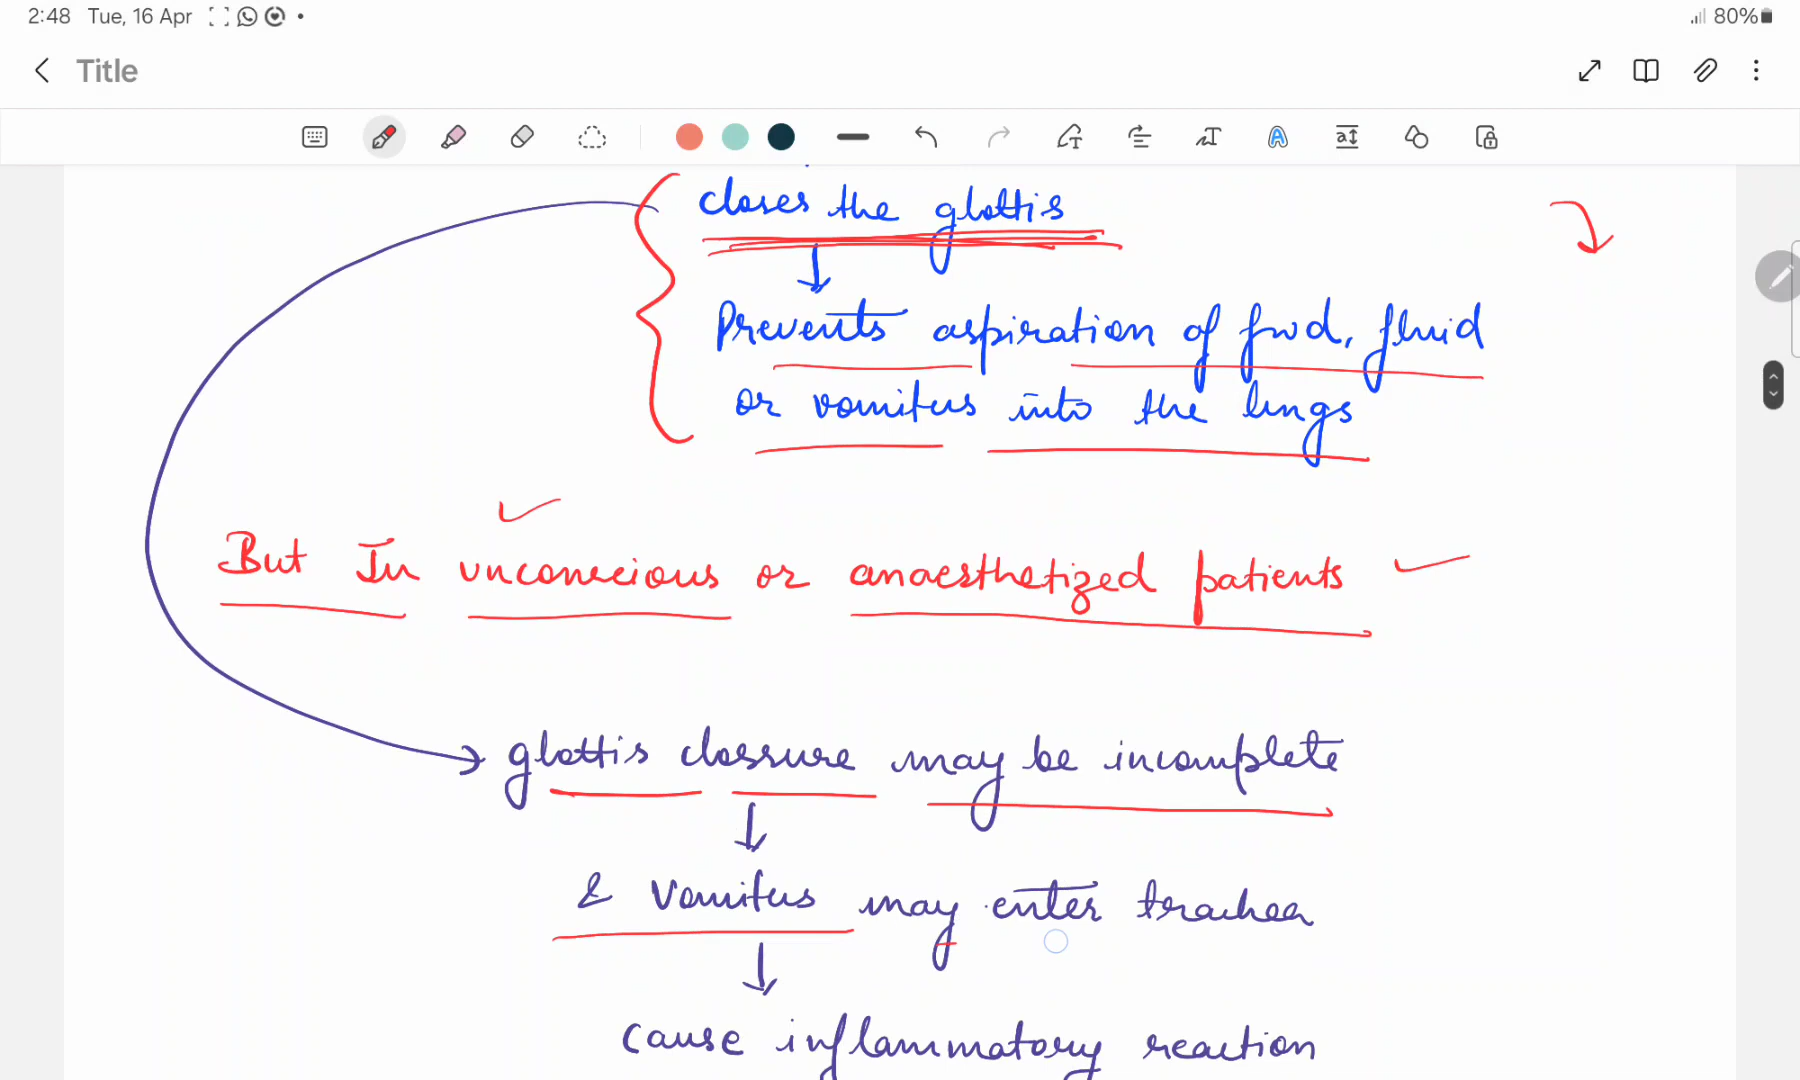 2:48 Tue, 16 Apr
80%
Title
closes the glottis
Prevents aspiration of food, fluid
or vomitus into the lungs
But In unconscious or anaesthetized patients
glottis clossure may be incomplete
& vomitus may enter trachea
cause inflammatory reaction